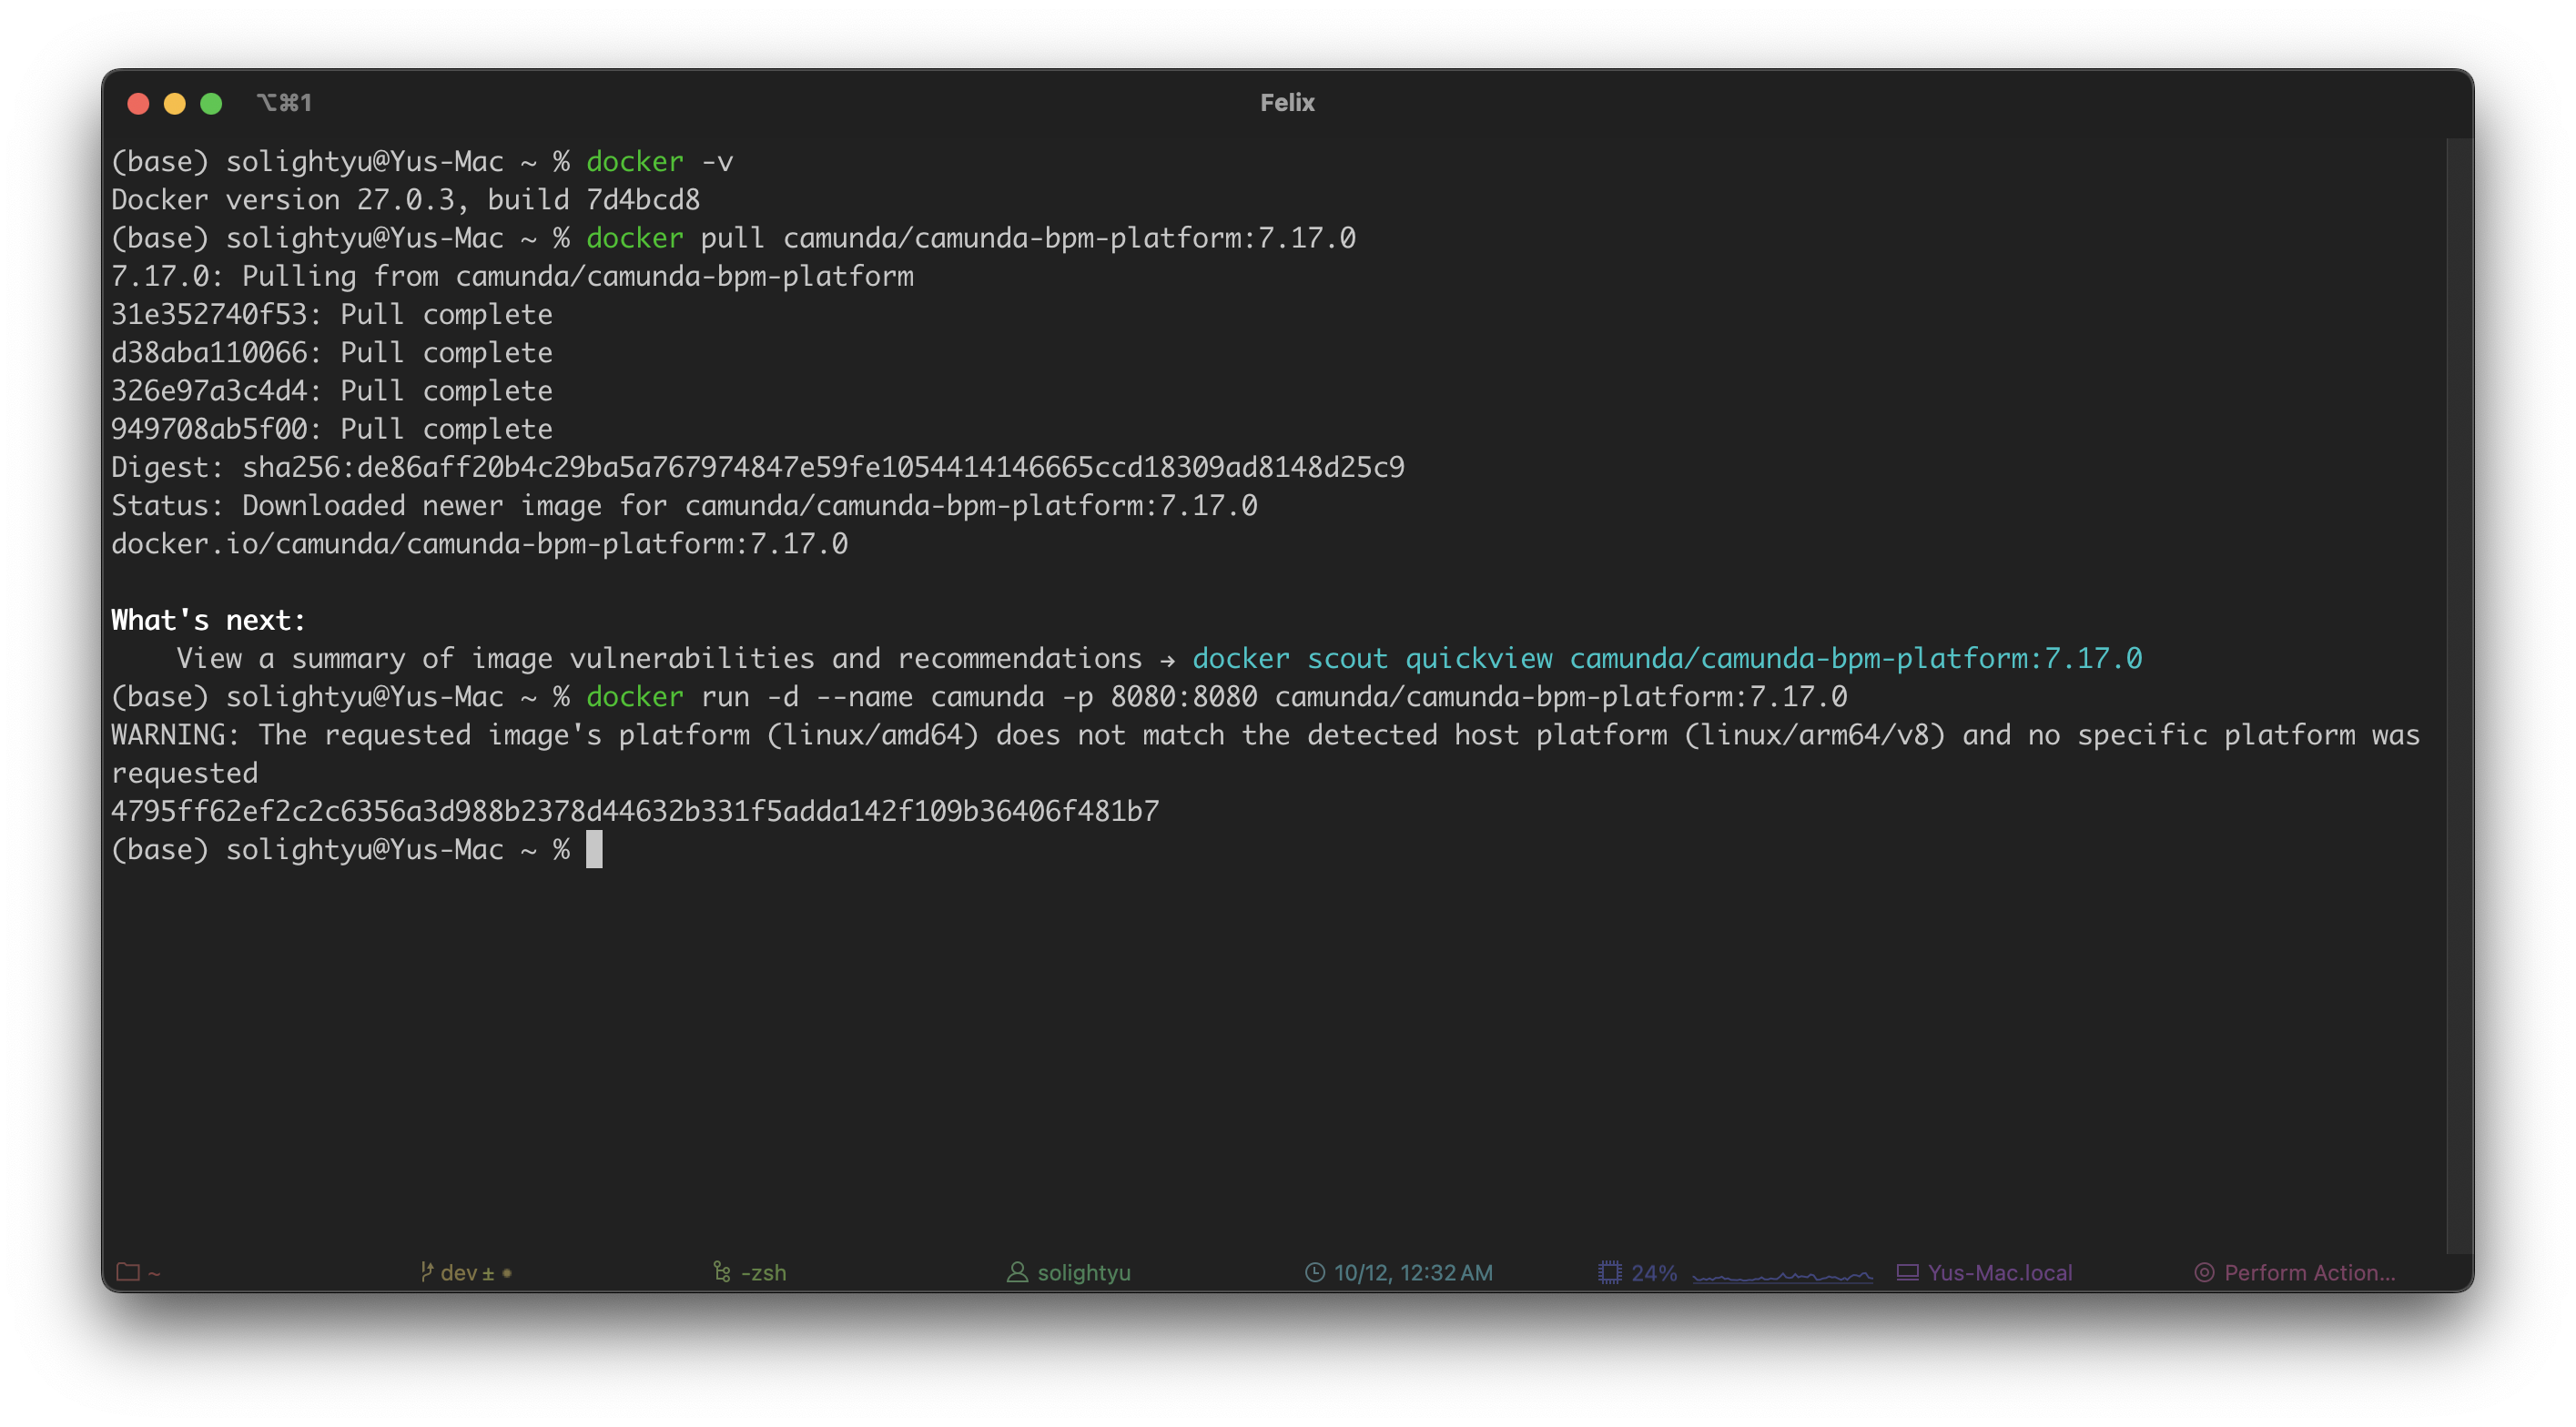 ⌥⌘1
Felix
(base) solightyu@Yus-Mac ~ % docker -v
Docker version 27.0.3, build 7d4bcd8
(base) solightyu@Yus-Mac ~ % docker pull camunda/camunda-bpm-platform:7.17.0
7.17.0: Pulling from camunda/camunda-bpm-platform
31e352740f53: Pull complete
d38aba110066: Pull complete
326e97a3c4d4: Pull complete
949708ab5f00: Pull complete
Digest: sha256:de86aff20b4c29ba5a767974847e59fe1054414146665ccd18309ad8148d25c9
Status: Downloaded newer image for camunda/camunda-bpm-platform:7.17.0
docker.io/camunda/camunda-bpm-platform:7.17.0
What's next:
    View a summary of image vulnerabilities and recommendations → docker scout quickview camunda/camunda-bpm-platform:7.17.0
(base) solightyu@Yus-Mac ~ % docker run -d --name camunda -p 8080:8080 camunda/camunda-bpm-platform:7.17.0
WARNING: The requested image's platform (linux/amd64) does not match the detected host platform (linux/arm64/v8) and no specific platform was
requested
4795ff62ef2c2c6356a3d988b2378d44632b331f5adda142f109b36406f481b7
(base) solightyu@Yus-Mac ~ %
~ dev ± • -zsh solightyu 10/12, 12:32 AM 24% Yus-Mac.local Perform Action...